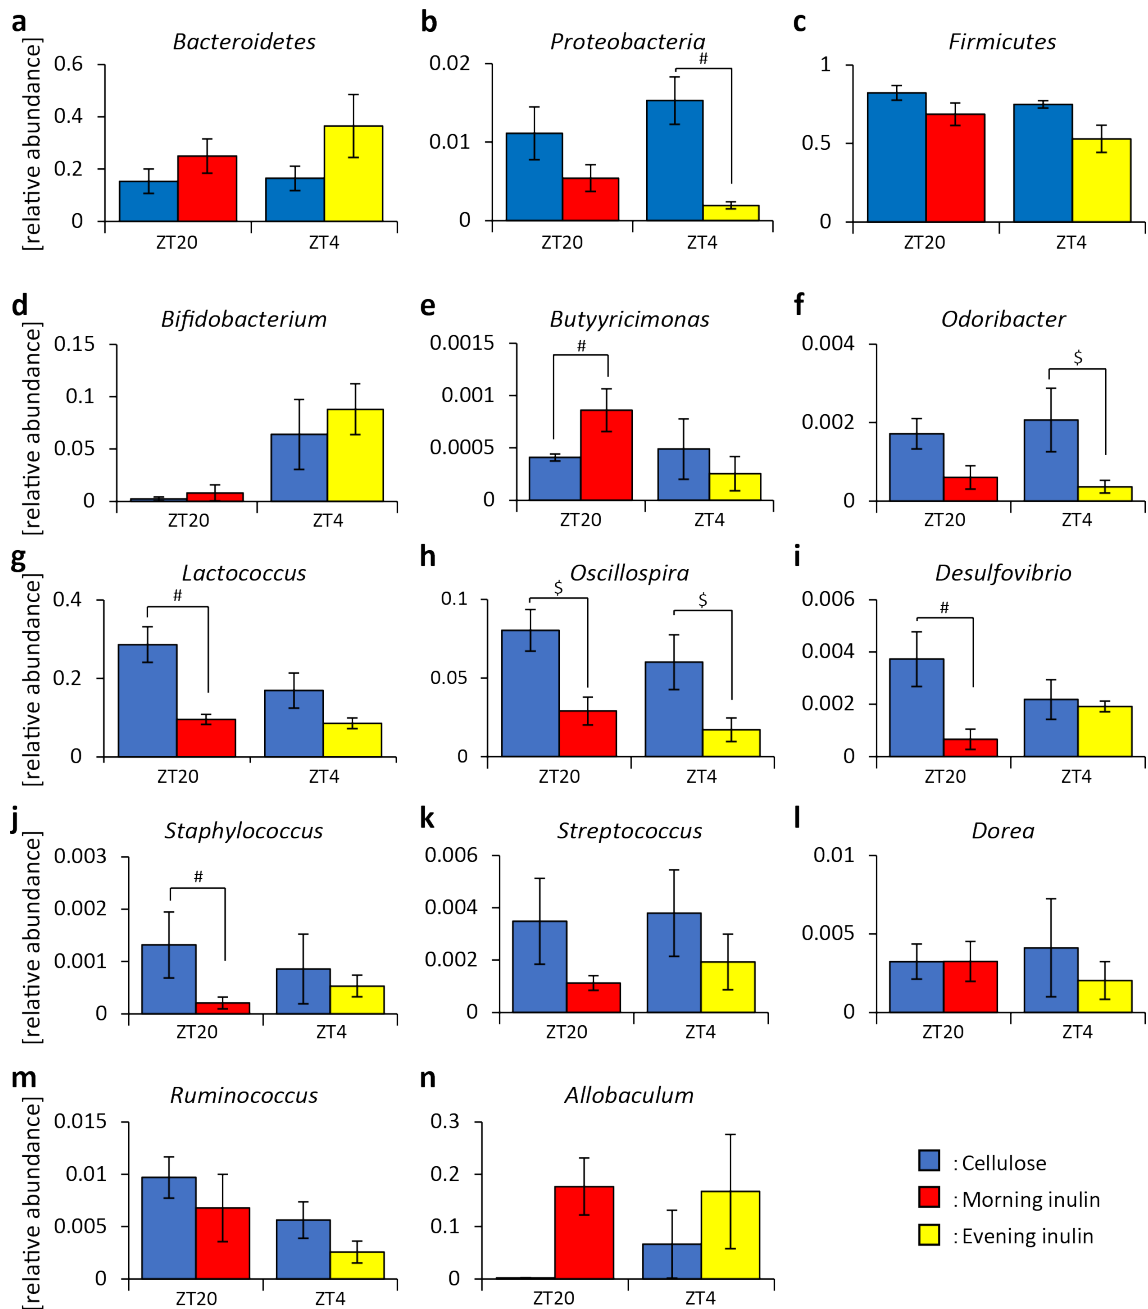 a
Bacteroidetes
[relative abundance]
0.6
0.4
0.2
0
ZT20
ZT4
b
Proteobacteria
0.02
0.01
0
#
ZT20
ZT4
c
Firmicutes
1
0.5
0
ZT20
ZT4
d
Bifidobacterium
[relative abundance]
0.15
0.1
0.05
0
ZT20
ZT4
e
Butyyricimonas
0.0015
0.001
0.0005
0
#
ZT20
ZT4
f
Odoribacter
0.004
0.002
0
$
ZT20
ZT4
g
Lactococcus
[relative abundance]
0.4
0.2
0
#
ZT20
ZT4
h
Oscillospira
0.1
0.05
0
$
$
ZT20
ZT4
i
Desulfovibrio
0.006
0.004
0.002
0
#
ZT20
ZT4
j
Staphylococcus
[relative abundance]
0.003
0.002
0.001
0
#
ZT20
ZT4
k
Streptococcus
0.006
0.004
0.002
0
ZT20
ZT4
l
Dorea
0.01
0.005
0
ZT20
ZT4
m
Ruminococcus
[relative abundance]
0.015
0.01
0.005
0
ZT20
ZT4
n
Allobaculum
0.3
0.2
0.1
0
ZT20
ZT4
: Cellulose
: Morning inulin
: Evening inulin